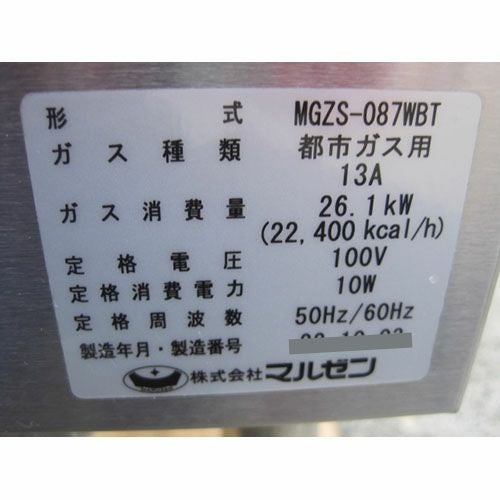 形式 MGZS-087WBT
ガス種類 都市ガス用
13A
ガス消費量 26.1kW
(22,400kcal/h)
定格電圧 100V
定格消費電力 10W
定格周波数 50Hz/60Hz
製造年月・製造番号
株式会社マルゼン